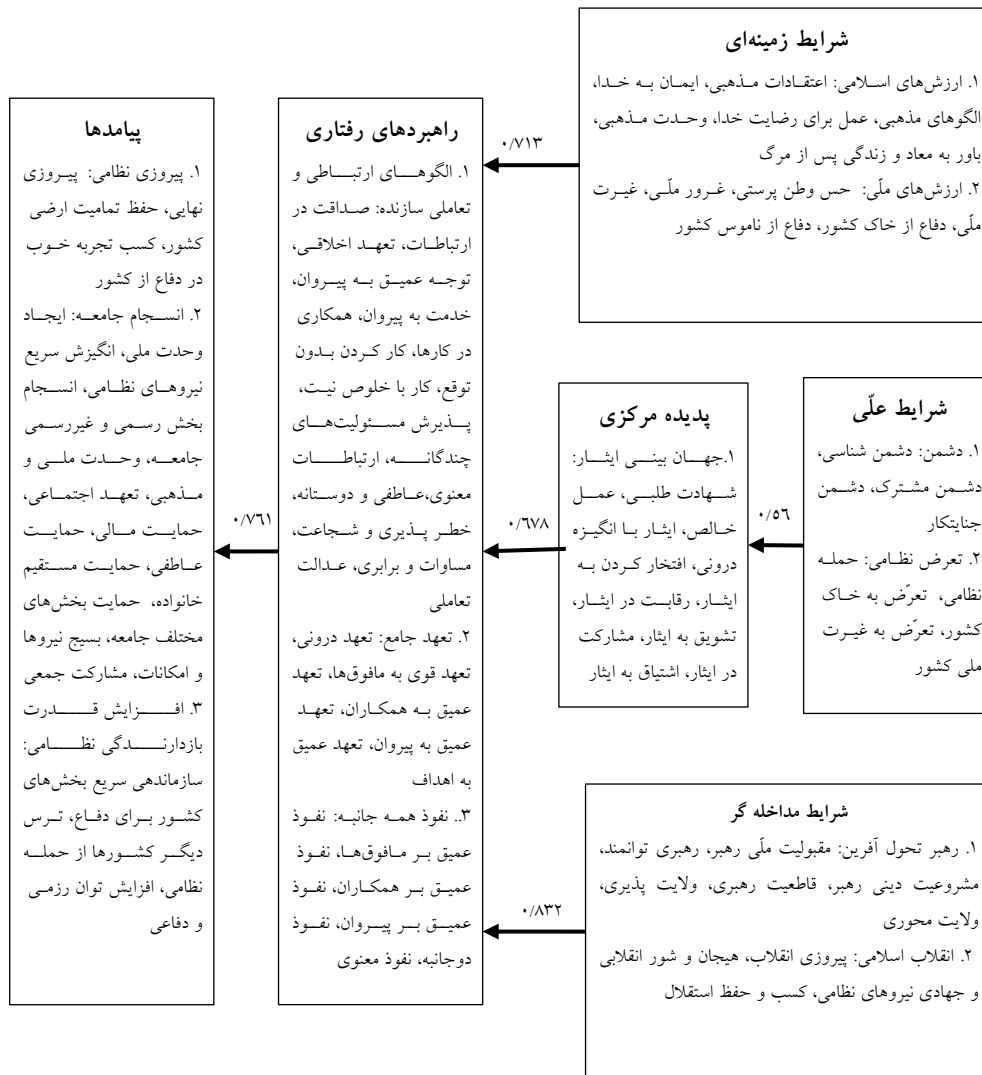 شرایط زمینه‌ای
۱. ارزش‌های اسلامی: اعتقادات مذهبی، ایمان به خدا،
الگوهای مذهبی، عمل برای رضایت خدا، وحدت مذهبی،
باور به معاد و زندگی پس از مرگ
۲. ارزش‌های ملّی: حس وطن پرستی، غرور ملّی، غیرت
ملّی، دفاع از خاک کشور، دفاع از ناموس کشور
۰/۷۱۳
شرایط علّی
۱. دشمن: دشمن شناسی،
دشمن مشترک، دشمن
جنایتکار
۲. تعرض نظامی: حمله
نظامی، تعرّض به خاک
کشور، تعرّض به غیرت
ملی کشور
۰/۵۶
پدیده مرکزی
۱.جهان بینی ایثار:
شهادت طلبی، عمل
خالص، ایثار با انگیزه
درونی، افتخار کردن به
ایثار، رقابت در ایثار،
تشویق به ایثار، مشارکت
در ایثار، اشتیاق به ایثار
۰/۶۷۸
شرایط مداخله گر
۱. رهبر تحول آفرین: مقبولیت ملّی رهبر، رهبری توانمند،
مشروعیت دینی رهبر، قاطعیت رهبری، ولایت پذیری،
ولایت محوری
۲. انقلاب اسلامی: پیروزی انقلاب، هیجان و شور انقلابی
و جهادی نیروهای نظامی، کسب و حفظ استقلال
۰/۸۳۲
راهبردهای رفتاری
۱. الگوهای ارتباطی و
تعاملی سازنده: صداقت در
ارتباطات، تعهد اخلاقی،
توجه عمیق به پیروان،
خدمت به پیروان، همکاری
در کارها، کار کردن بدون
توقع، کار با خلوص نیت،
پذیرش مسئولیت‌های
چندگانه، ارتباطات
معنوی،عاطفی و دوستانه،
خطر پذیری و شجاعت،
مساوات و برابری، عدالت
تعاملی
۲. تعهد جامع: تعهد درونی،
تعهد قوی به مافوق‌ها، تعهد
عمیق به همکاران، تعهد
عمیق به پیروان، تعهد عمیق
به اهداف
۳.. نفوذ همه جانبه: نفوذ
عمیق بر مافوق‌ها، نفوذ
عمیق بر همکاران، نفوذ
عمیق بر پیروان، نفوذ
دوجانبه، نفوذ معنوی
۰/۷۶۱
پیامدها
۱. پیروزی نظامی: پیروزی
نهایی، حفظ تمامیت ارضی
کشور، کسب تجربه خوب
در دفاع از کشور
۲. انسجام جامعه: ایجاد
وحدت ملی، انگیزش سریع
نیروهای نظامی، انسجام
بخش رسمی و غیررسمی
جامعه، وحدت ملی و
مذهبی، تعهد اجتماعی،
حمایت مالی، حمایت
عاطفی، حمایت مستقیم
خانواده، حمایت بخش‌های
مختلف جامعه، بسیج نیروها
و امکانات، مشارکت جمعی
۳. افزایش قدرت
بازدارندگی نظامی:
سازماندهی سریع بخش‌های
کشور برای دفاع، ترس
دیگر کشورها از حمله
نظامی، افزایش توان رزمی
و دفاعی